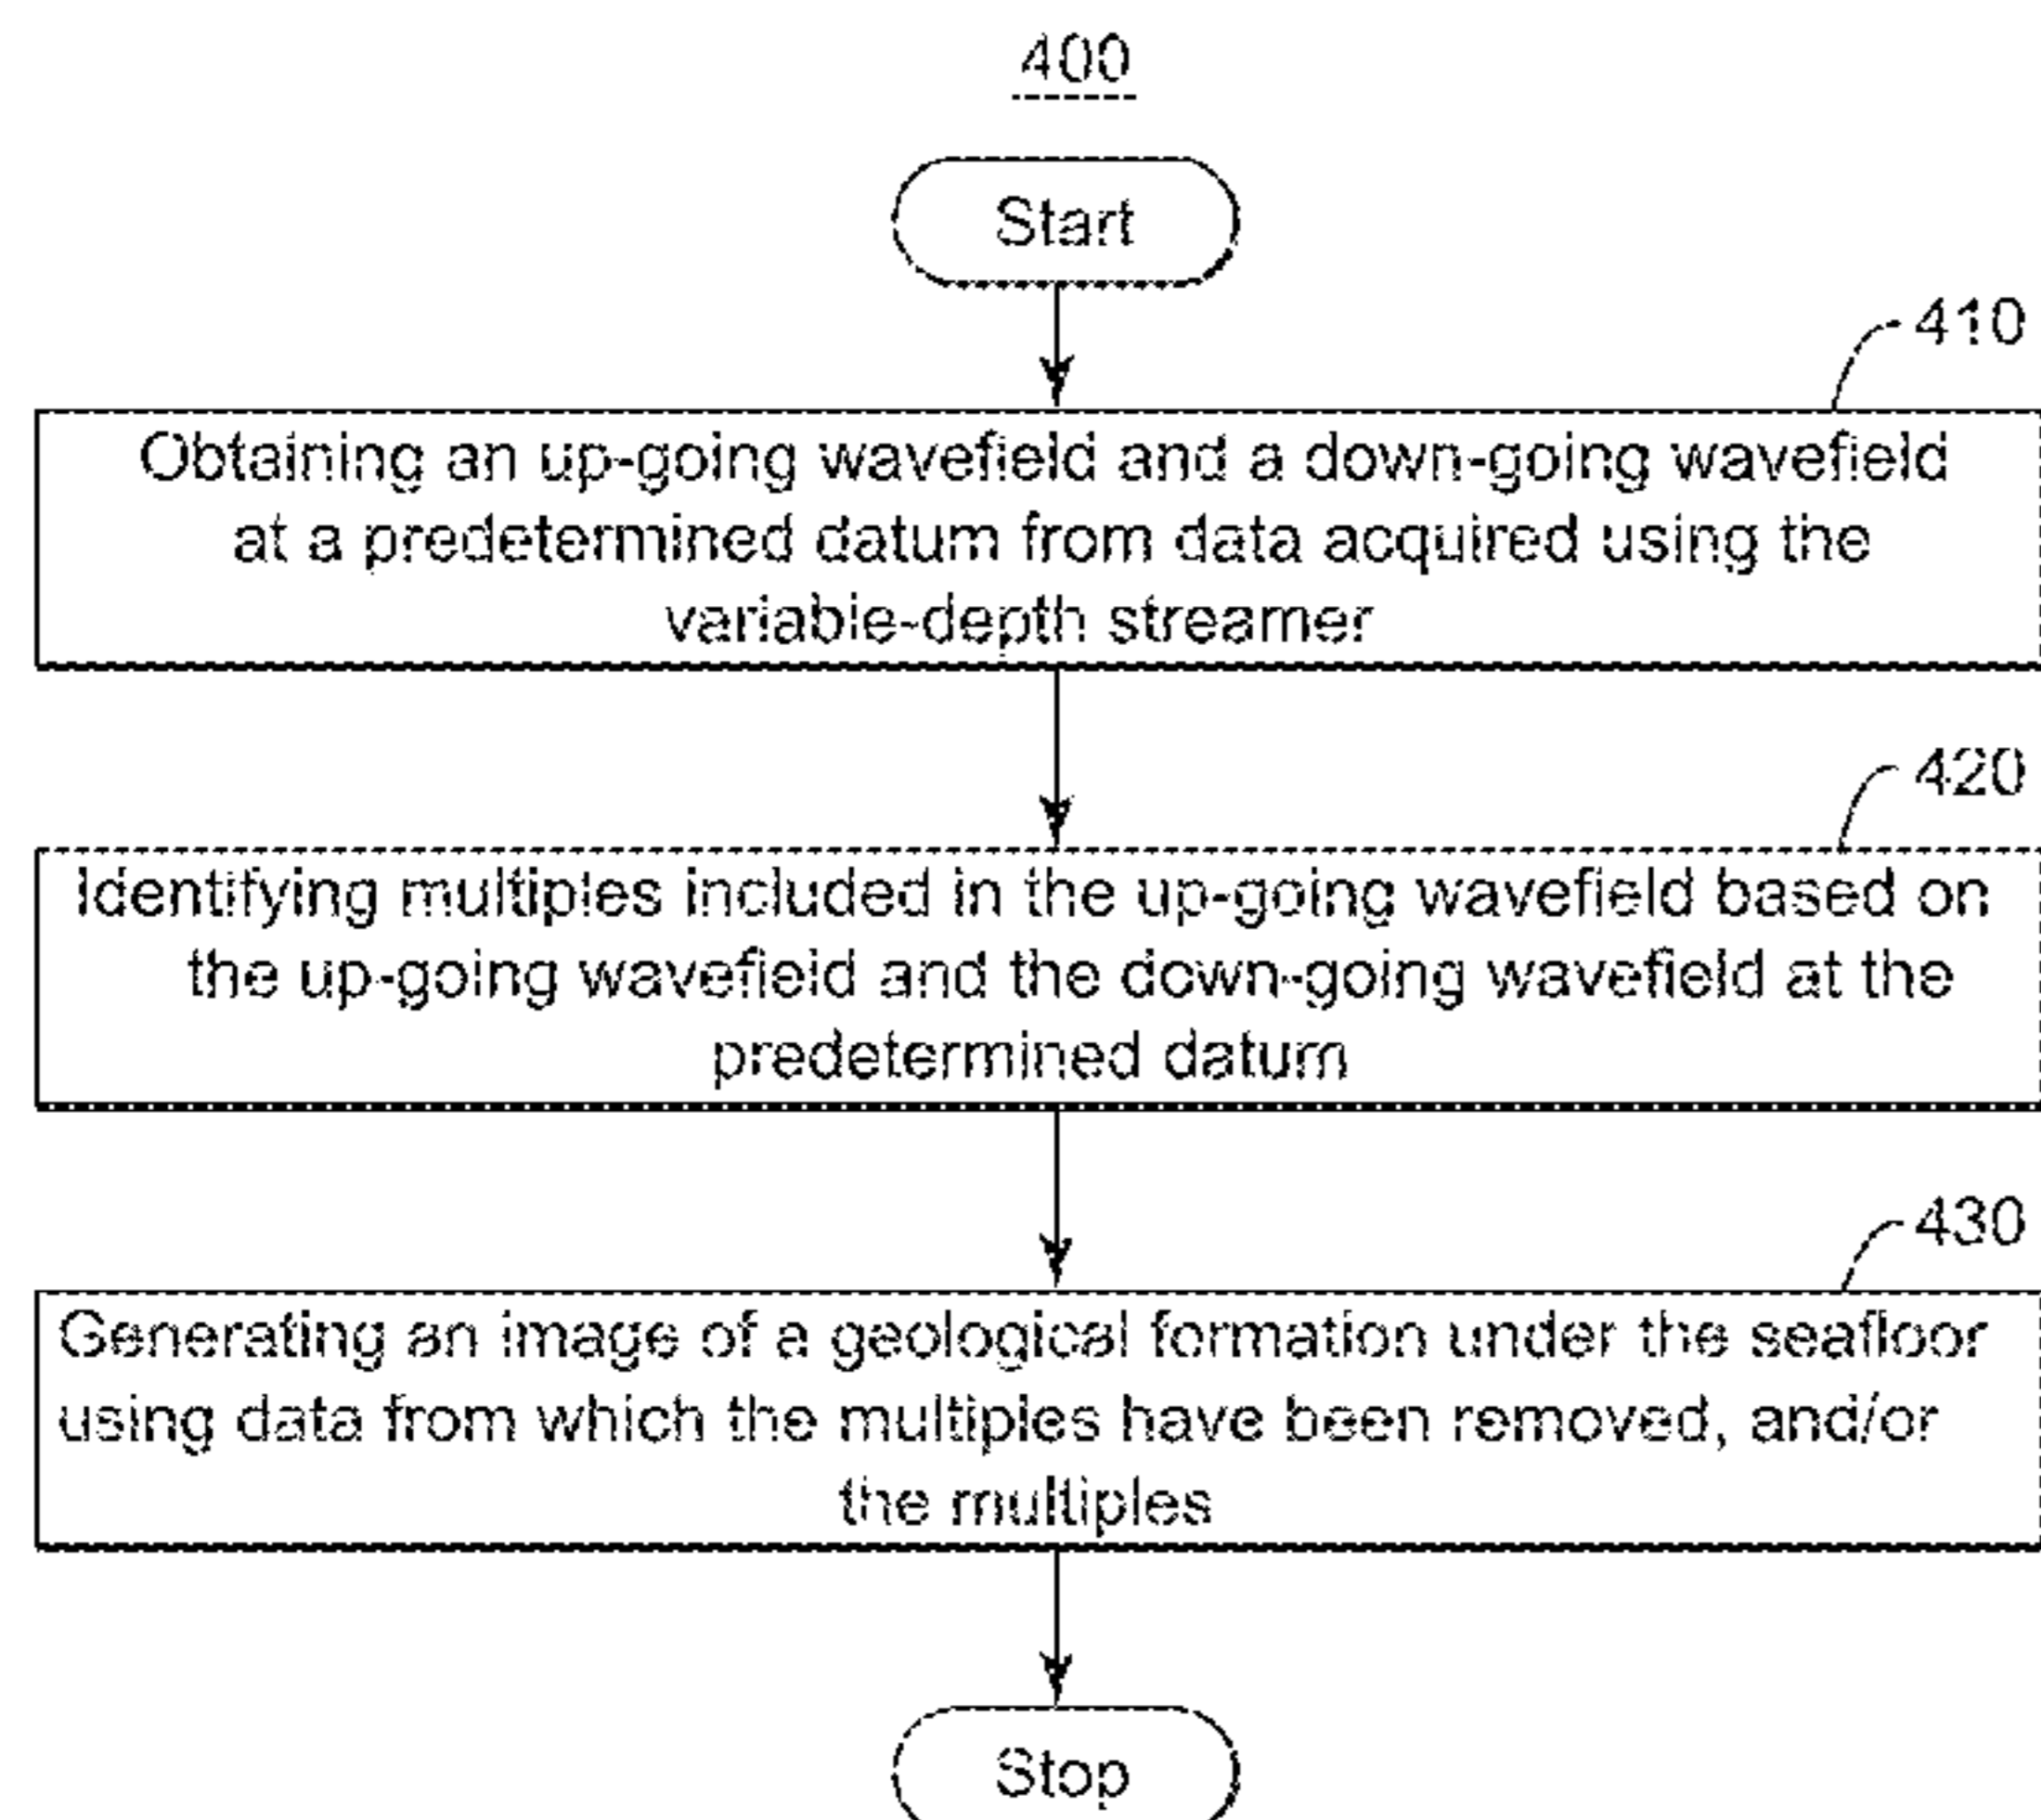 400
Start
410
Obtaining an up-going wavefield and a down-going wavefield
at a predetermined datum from data acquired using the
variable-depth streamer
420
Identifying multiples included in the up-going wavefield based on
the up-going wavefield and the down-going wavefield at the
predetermined datum
430
Generating an image of a geological formation under the seafloor
using data from which the multiples have been removed, and/or
the multiples
Stop